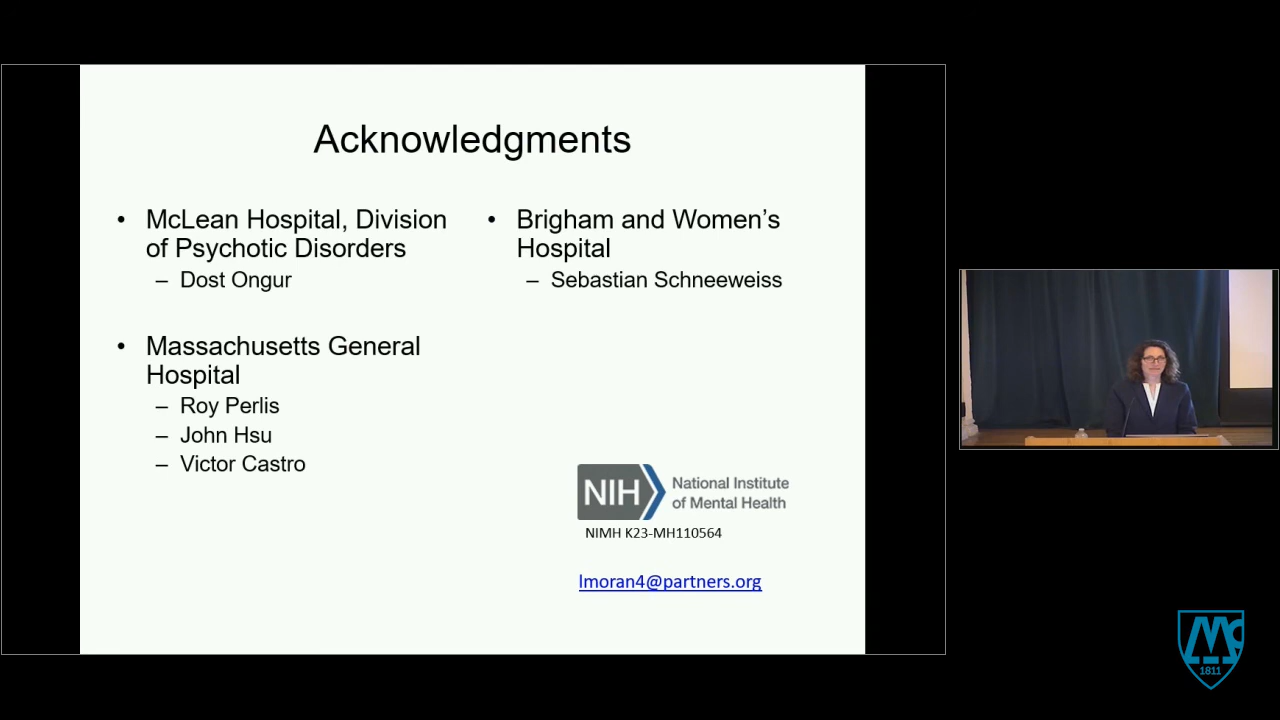 Acknowledgments
• McLean Hospital, Division
of Psychotic Disorders
– Dost Ongur
• Massachusetts General
Hospital
– Roy Perlis
– John Hsu
– Victor Castro
• Brigham and Women’s
Hospital
– Sebastian Schneeweiss
NIH National Institute
of Mental Health
NIMH K23-MH110564
lmoran4@partners.org
Mc
1811